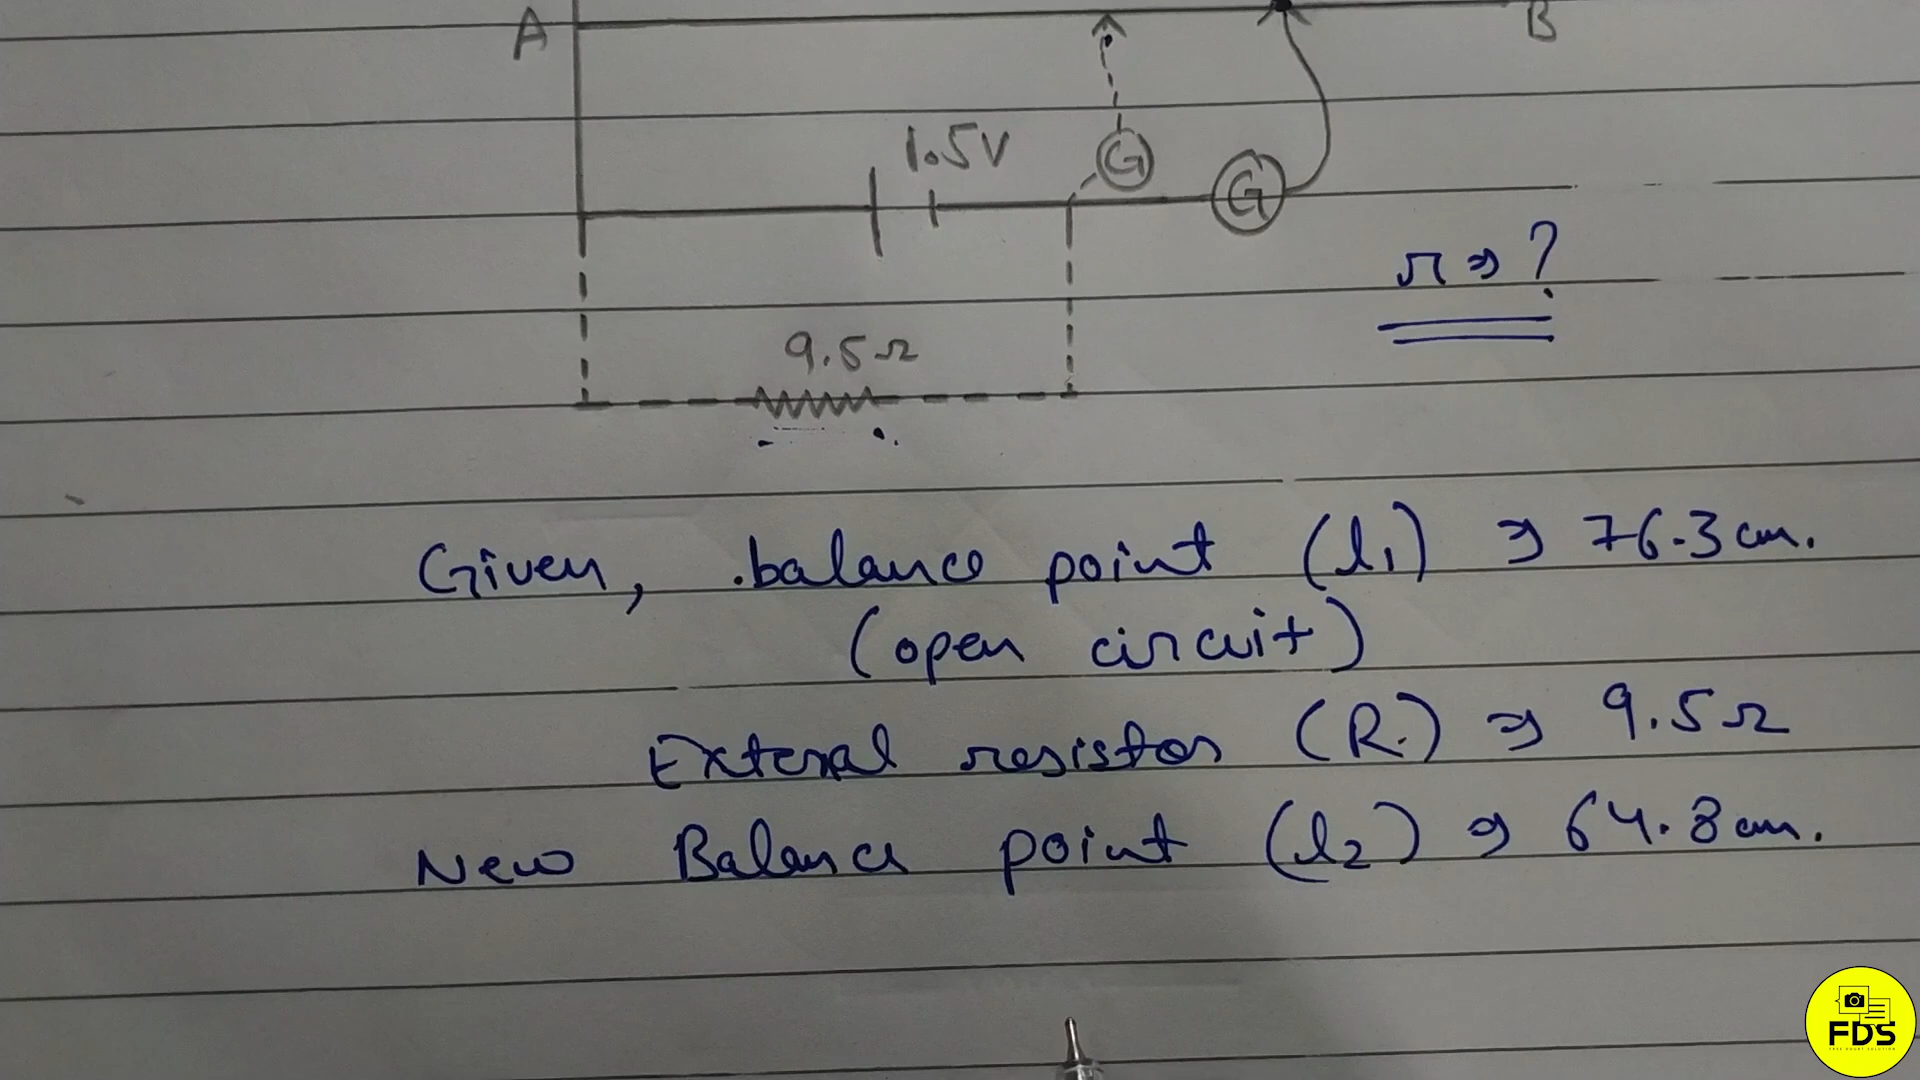 A B
1.5V G G
r ⇒ ?
9.5Ω
Given, balance point (l₁) ⇒ 76.3 cm.
(open circuit)
Extenal resistor (R.) ⇒ 9.5Ω
New Balance point (l₂) ⇒ 64.8 cm.
FDS